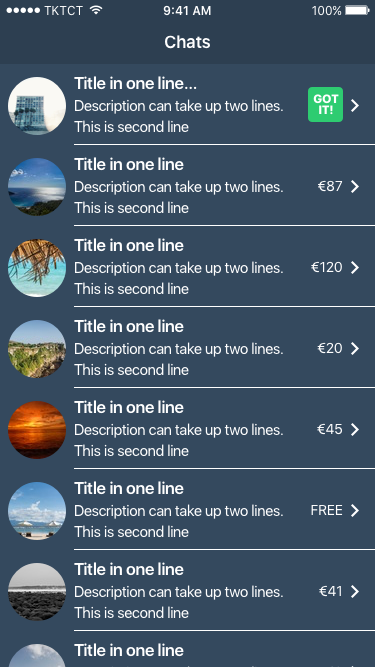 ●●●●● TKTCT 9:41 AM 100%
Chats
Title in one line...
Description can take up two lines.
This is second line
GOT
IT!
Title in one line
Description can take up two lines.
This is second line
€87
Title in one line
Description can take up two lines.
This is second line
€120
Title in one line
Description can take up two lines.
This is second line
€20
Title in one line
Description can take up two lines.
This is second line
€45
Title in one line
Description can take up two lines.
This is second line
FREE
Title in one line
Description can take up two lines.
This is second line
€41
Title in one line